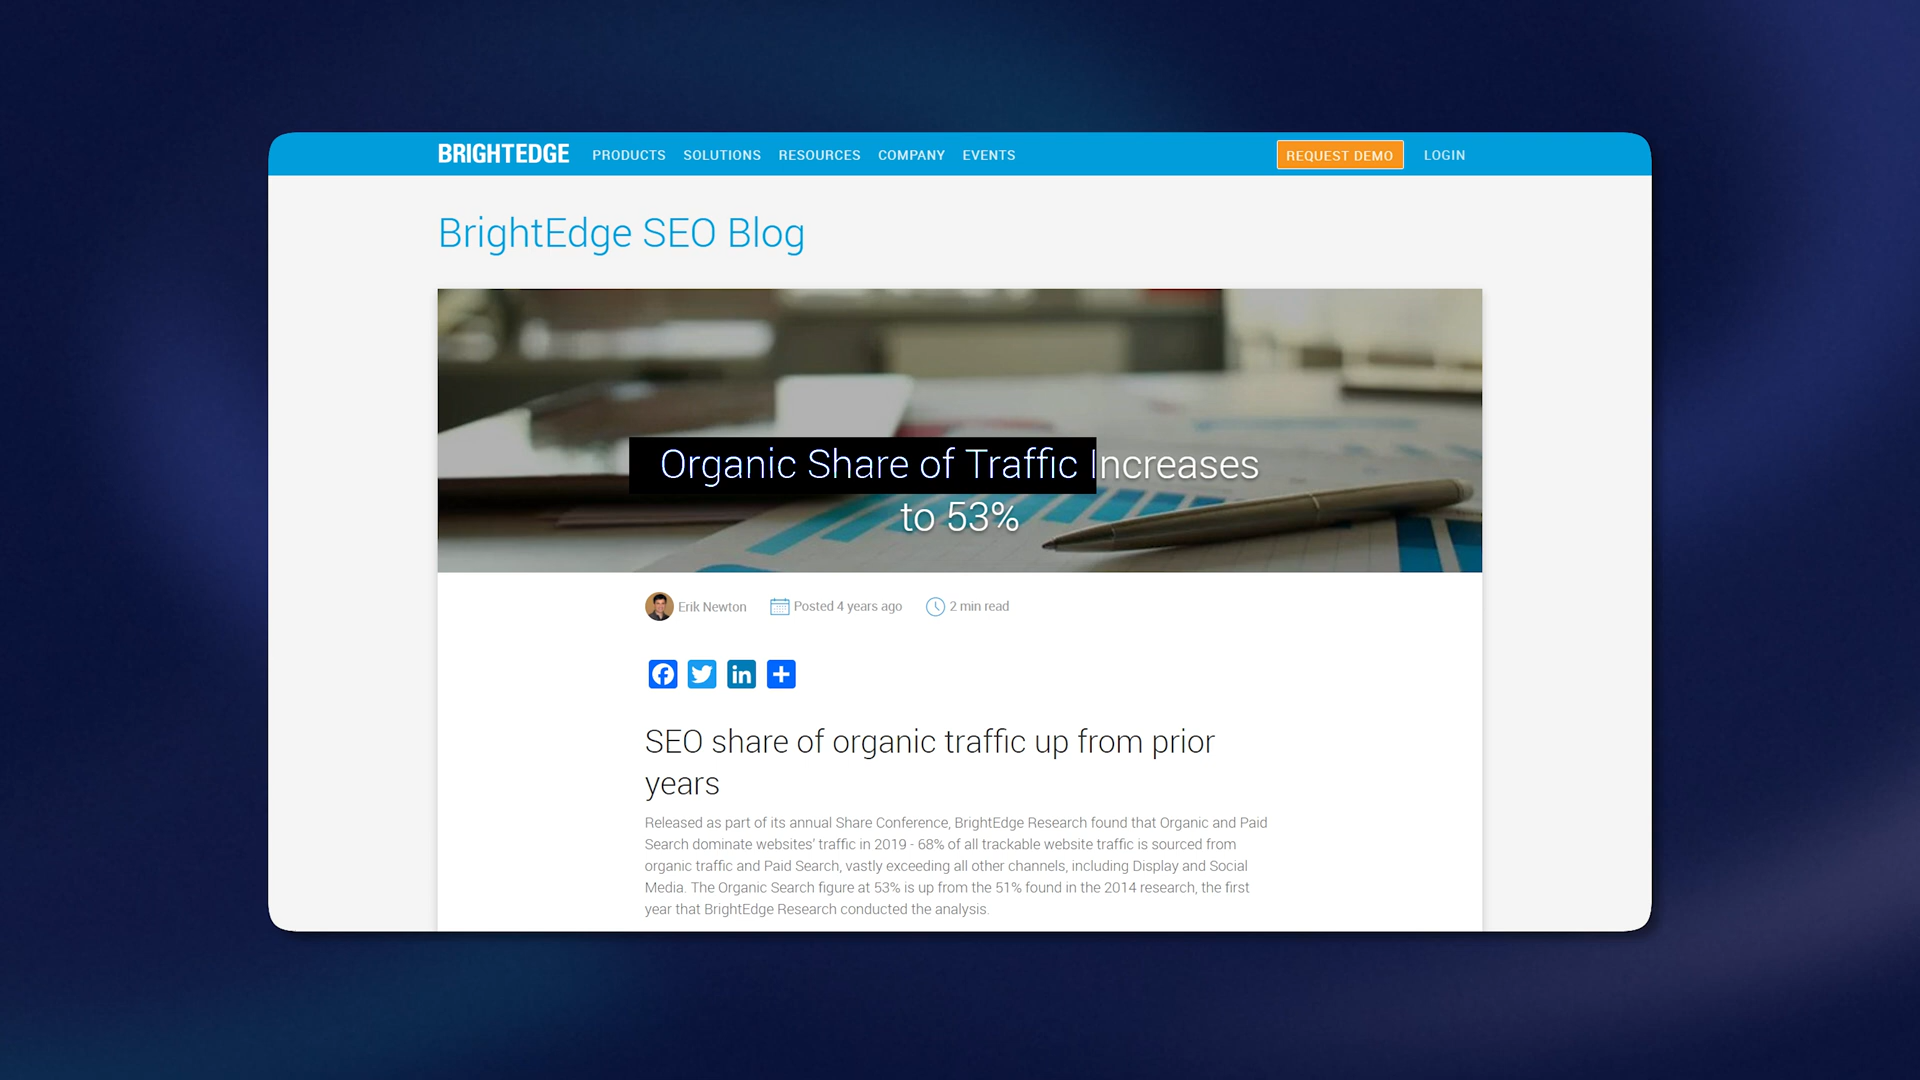 BRIGHTEDGE PRODUCTS SOLUTIONS RESOURCES COMPANY EVENTS REQUEST DEMO LOGIN
BrightEdge SEO Blog
Organic Share of Traffic Increases
to 53%
Erik Newton Posted 4 years ago 2 min read
SEO share of organic traffic up from prior
years
Released as part of its annual Share Conference, BrightEdge Research found that Organic and Paid
Search dominate websites' traffic in 2019 - 68% of all trackable website traffic is sourced from
organic traffic and Paid Search, vastly exceeding all other channels, including Display and Social
Media. The Organic Search figure at 53% is up from the 51% found in the 2014 research, the first
year that BrightEdge Research conducted the analysis.